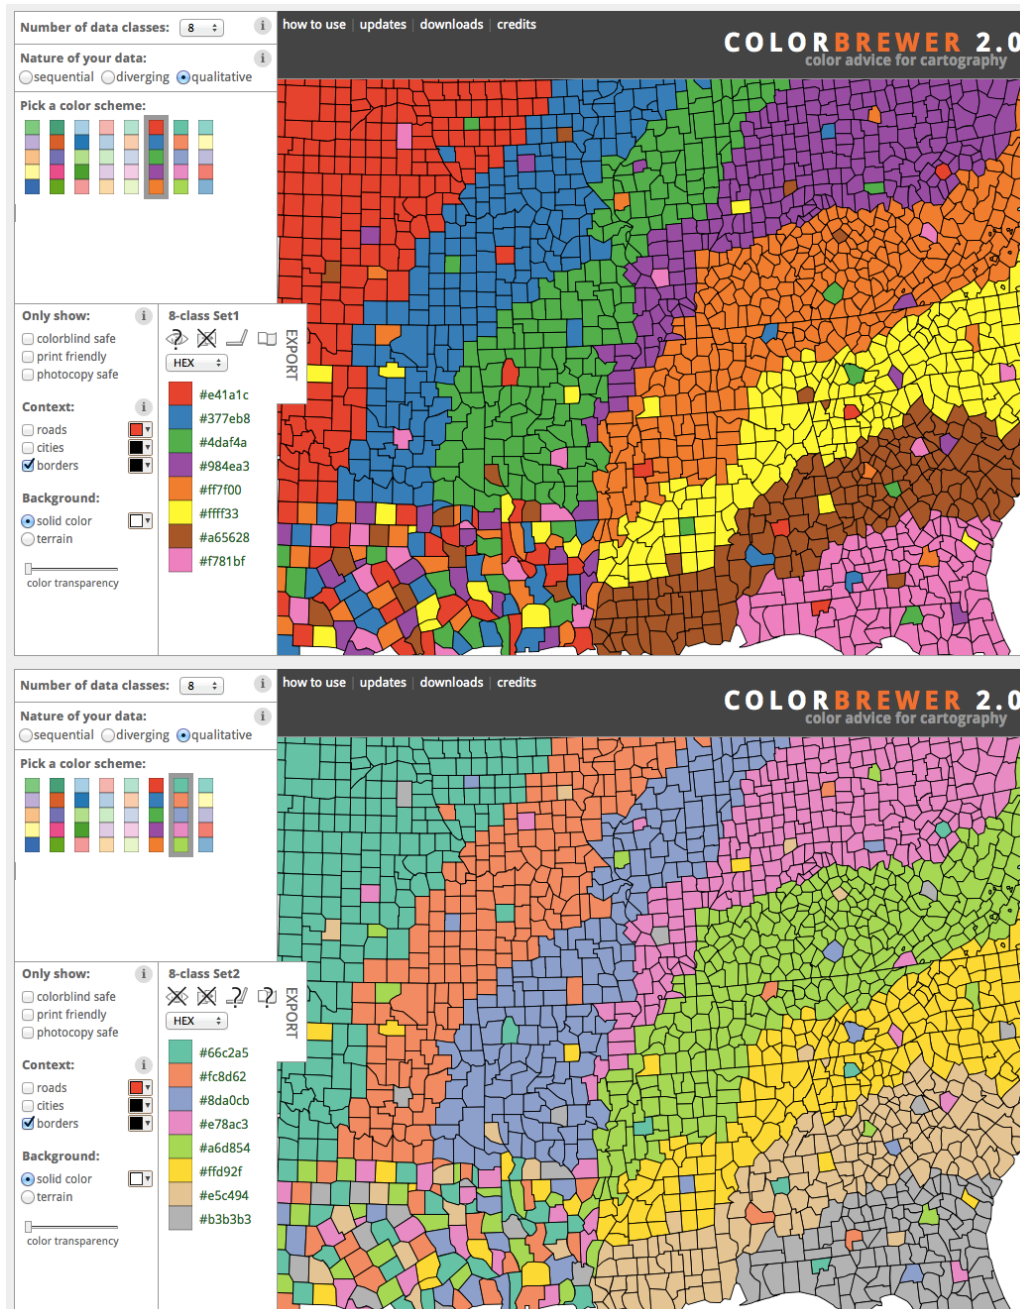 Number of data classes: 8 i
how to use | updates | downloads | credits
COLORBREWER 2.0
color advice for cartography
Nature of your data: i
sequential diverging qualitative
Pick a color scheme:
Only show: i
colorblind safe
print friendly
photocopy safe
Context: i
roads
cities
borders
Background:
solid color
terrain
color transparency
8-class Set1
HEX
EXPORT
#e41a1c
#377eb8
#4daf4a
#984ea3
#ff7f00
#ffff33
#a65628
#f781bf
Number of data classes: 8 i
how to use | updates | downloads | credits
COLORBREWER 2.0
color advice for cartography
Nature of your data:
sequential diverging qualitative
Pick a color scheme:
Only show: i
colorblind safe
print friendly
photocopy safe
Context: i
roads
cities
borders
Background:
solid color
terrain
color transparency
8-class Set2
HEX
EXPORT
#66c2a5
#fc8d62
#8da0cb
#e78ac3
#a6d854
#ffd92f
#e5c494
#b3b3b3